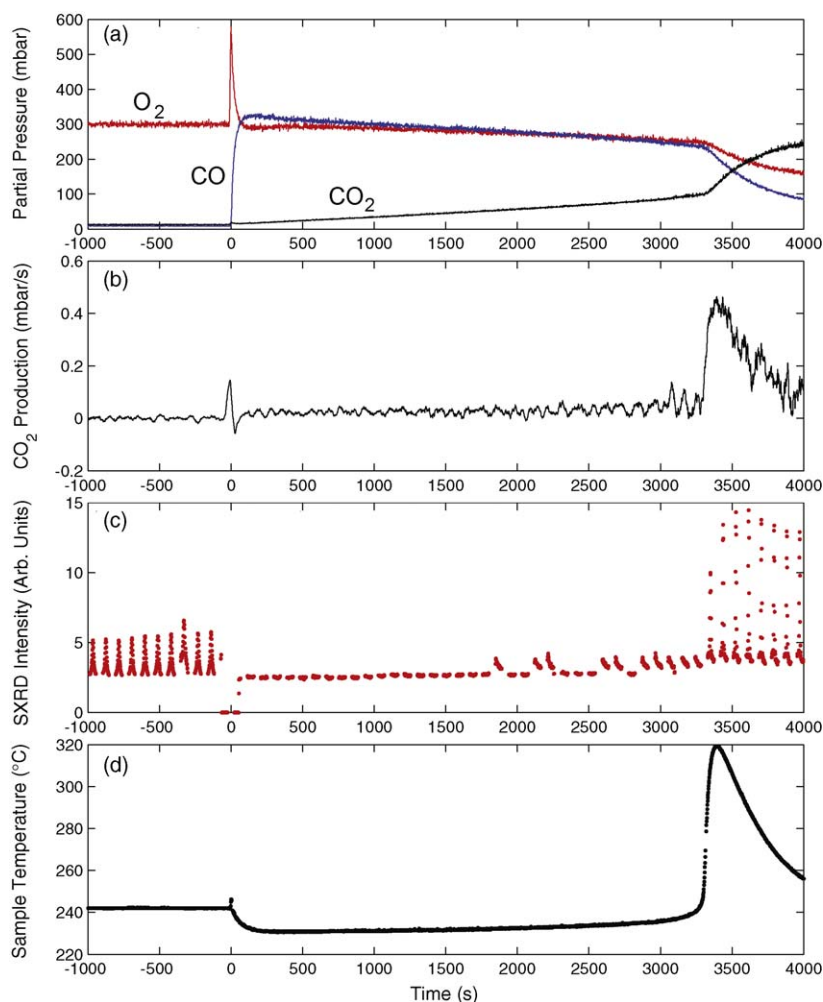 (a)
Partial Pressure (mbar)
600
500
400
300
200
100
0
O₂
CO
CO₂
-1000 -500 0 500 1000 1500 2000 2500 3000 3500 4000
(b)
CO₂ Production (mbar/s)
0.6
0.4
0.2
0
-0.2
-1000 -500 0 500 1000 1500 2000 2500 3000 3500 4000
(c)
SXRD Intensity (Arb. Units)
15
10
5
0
-1000 -500 0 500 1000 1500 2000 2500 3000 3500 4000
(d)
Sample Temperature (°C)
320
300
280
260
240
220
-1000 -500 0 500 1000 1500 2000 2500 3000 3500 4000
Time (s)